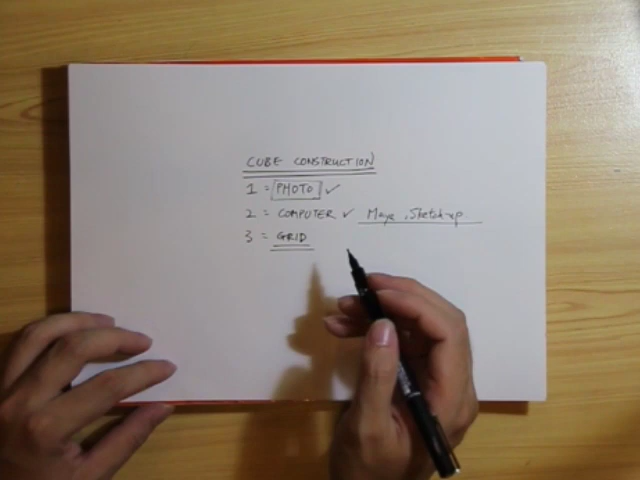 CUBE CONSTRUCTION
1 = PHOTO ✓
2 = COMPUTER ✓ Maya, Sketch-up
3 = GRID